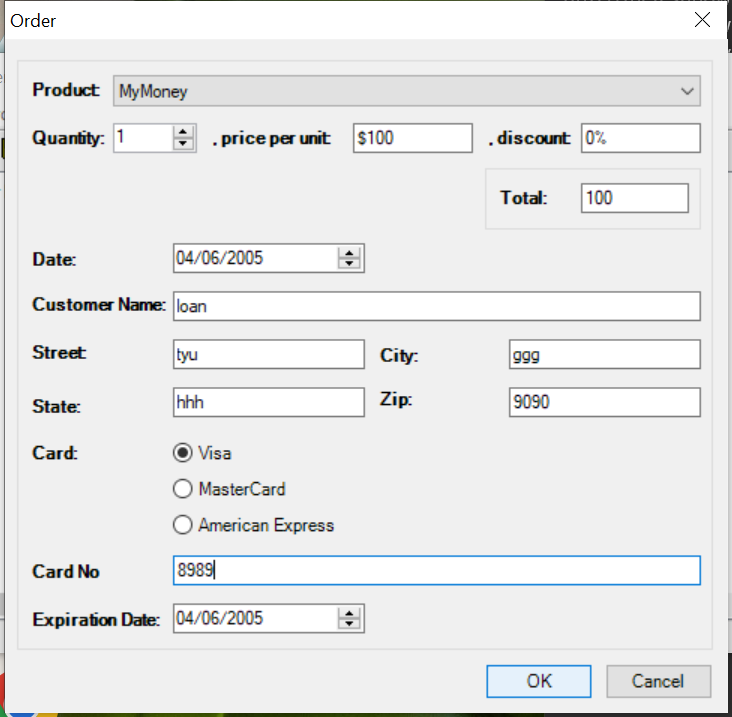 Order
Product: MyMoney
Quantity: 1 , price per unit: $100 , discount: 0%
Total: 100
Date: 04/06/2005
Customer Name: loan
Street: tyu City: ggg
State: hhh Zip: 9090
Card: Visa
MasterCard
American Express
Card No 8989
Expiration Date: 04/06/2005
OK Cancel